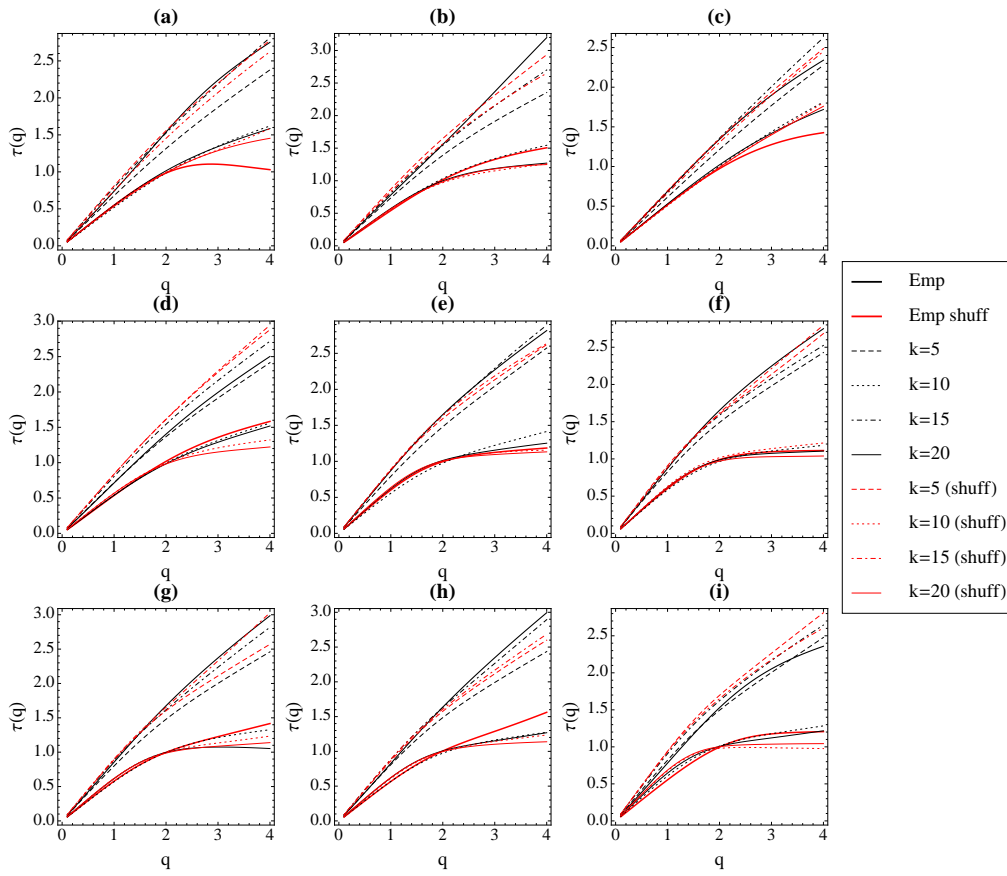 (a) (b) (c)
2.5
2.0
1.5
1.0
0.5
0.0
τ(q)
0 1 2 3 4
q
3.0
2.5
2.0
1.5
1.0
0.5
0.0
τ(q)
0 1 2 3 4
q
2.5
2.0
1.5
1.0
0.5
0.0
τ(q)
0 1 2 3 4
q
(d) (e) (f)
3.0
2.5
2.0
1.5
1.0
0.5
0.0
τ(q)
0 1 2 3 4
q
2.5
2.0
1.5
1.0
0.5
0.0
τ(q)
0 1 2 3 4
q
2.5
2.0
1.5
1.0
0.5
0.0
τ(q)
0 1 2 3 4
q
(g) (h) (i)
3.0
2.5
2.0
1.5
1.0
0.5
0.0
τ(q)
0 1 2 3 4
q
3.0
2.5
2.0
1.5
1.0
0.5
0.0
τ(q)
0 1 2 3 4
q
2.5
2.0
1.5
1.0
0.5
0.0
τ(q)
0 1 2 3 4
q
Emp
Emp shuff
k=5
k=10
k=15
k=20
k=5 (shuff)
k=10 (shuff)
k=15 (shuff)
k=20 (shuff)